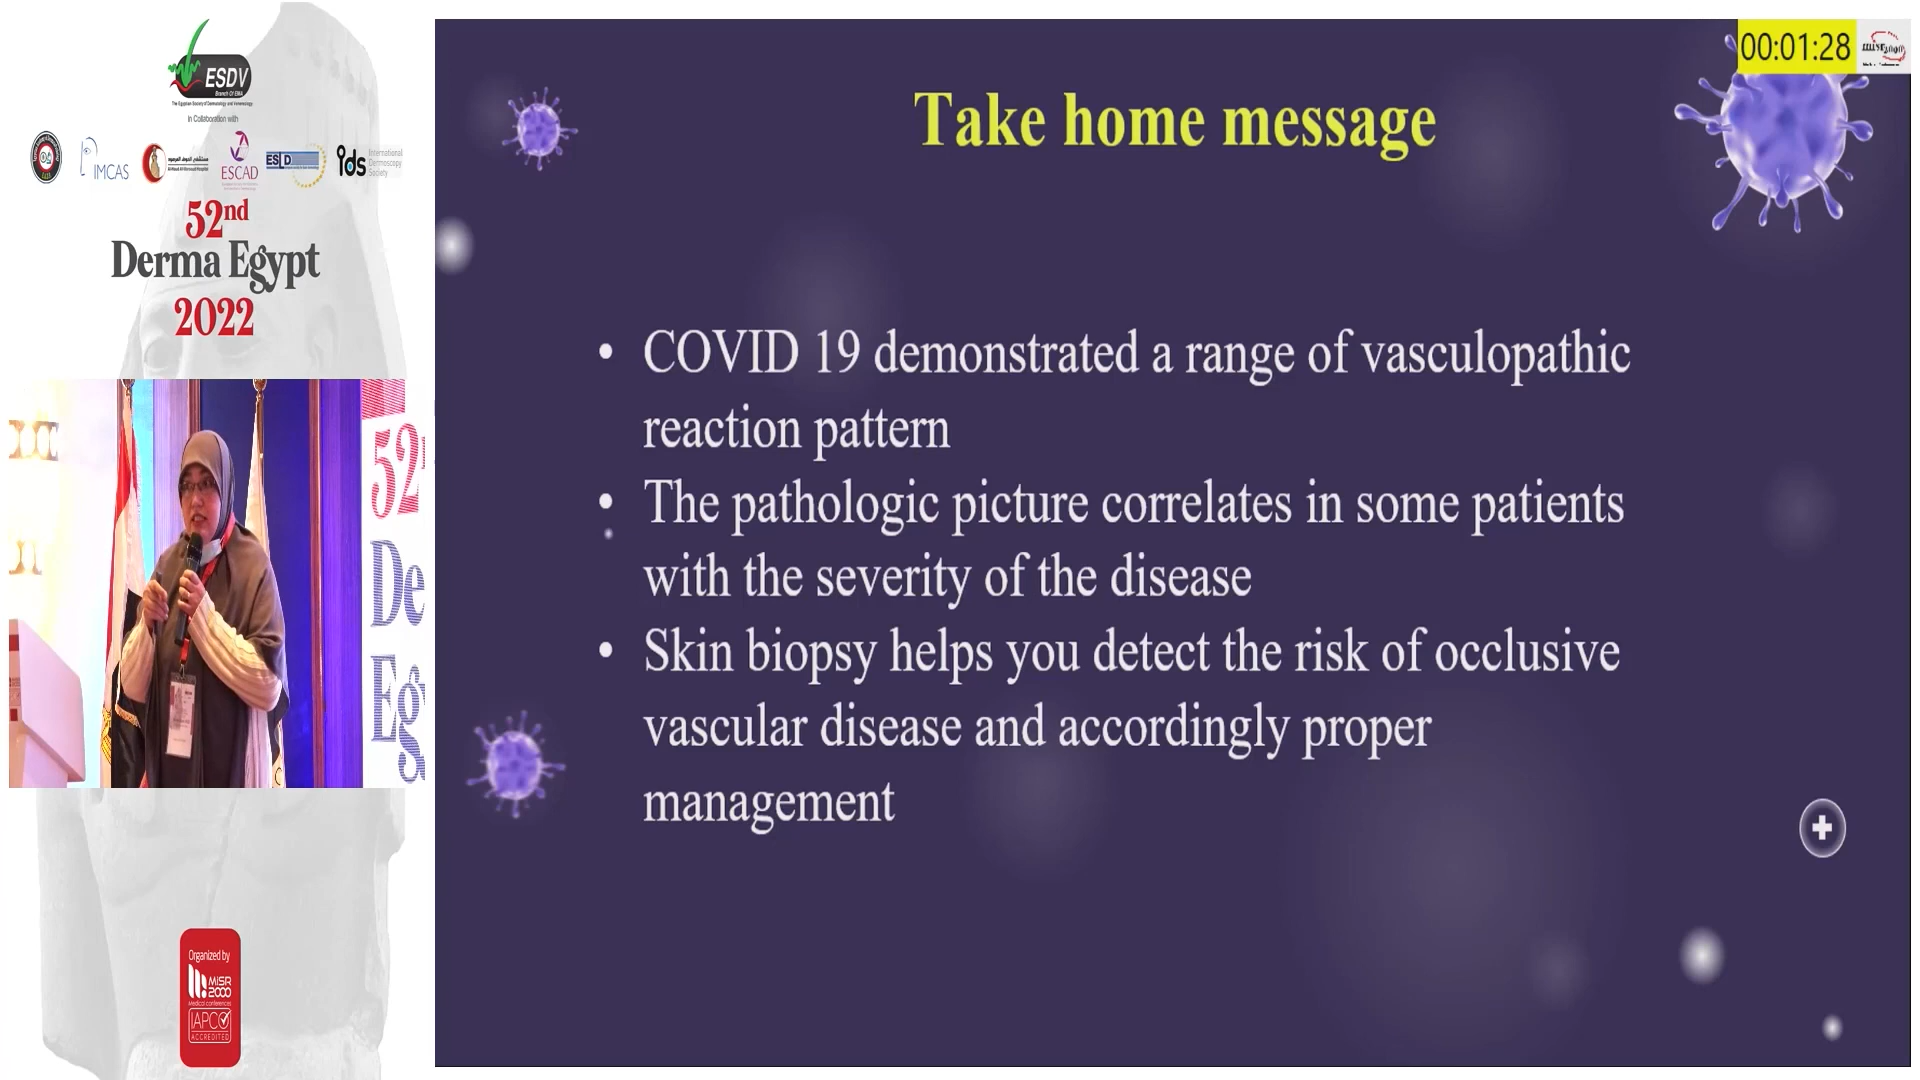 ESDV
Branch Of EMA
The Egyptian Society of Dermatology and Venereology
In Collaboration with
IMCAS
ESCAD
ids
International
Dermoscopy
Society
52nd
Derma Egypt
2022
52
De
Eg
Organized by
MISR
2000
Medical conferences
IAPCO
ACCREDITED
00:01:28
Take home message
• COVID 19 demonstrated a range of vasculopathic
reaction pattern
• The pathologic picture correlates in some patients
with the severity of the disease
• Skin biopsy helps you detect the risk of occlusive
vascular disease and accordingly proper
management